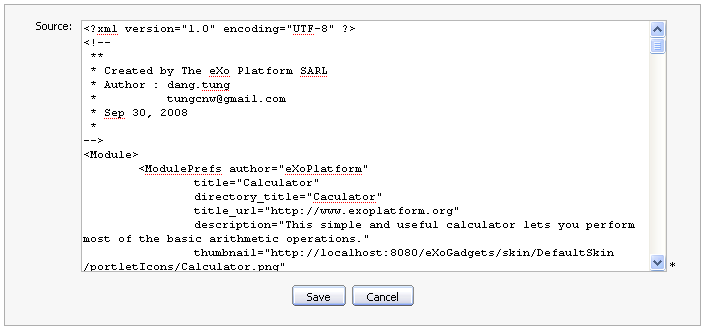 Source:
<?xml version="1.0" encoding="UTF-8" ?>
<!--
**
* Created by The eXo Platform SARL
* Author : dang.tung
* tungcnw@gmail.com
* Sep 30, 2008
*
-->
<Module>
<ModulePrefs author="eXoPlatform"
title="Calculator"
directory_title="Caculator"
title_url="http://www.exoplatform.org"
description="This simple and useful calculator lets you perform
most of the basic arithmetic operations."
thumbnail="http://localhost:8080/eXoGadgets/skin/DefaultSkin
/portletIcons/Calculator.png"
*
Save Cancel